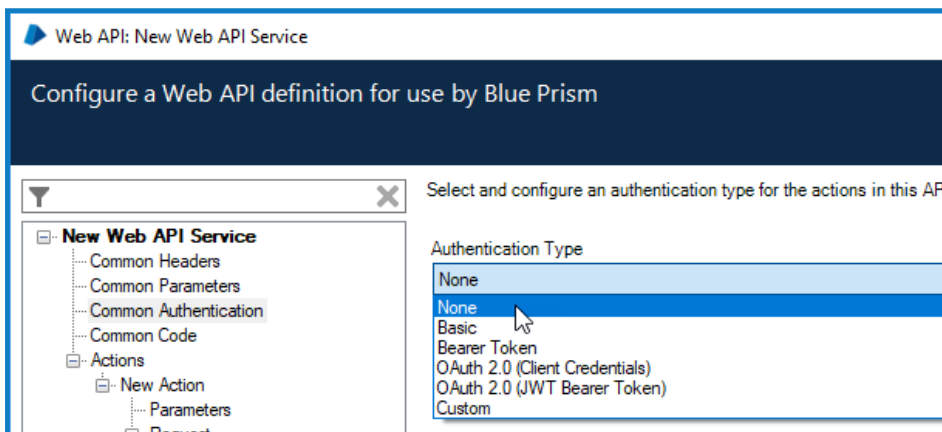 Web API: New Web API Service
Configure a Web API definition for use by Blue Prism
Select and configure an authentication type for the actions in this AP
New Web API Service
Common Headers
Common Parameters
Common Authentication
Common Code
Actions
New Action
Parameters
Request
Authentication Type
None
None
Basic
Bearer Token
OAuth 2.0 (Client Credentials)
OAuth 2.0 (JWT Bearer Token)
Custom